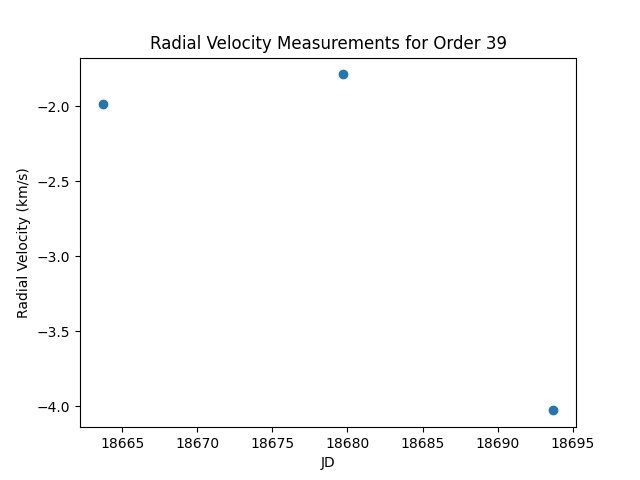 Radial Velocity Measurements for Order 39
Radial Velocity (km/s)
−2.0
−2.5
−3.0
−3.5
−4.0
18665 18670 18675 18680 18685 18690 18695
JD